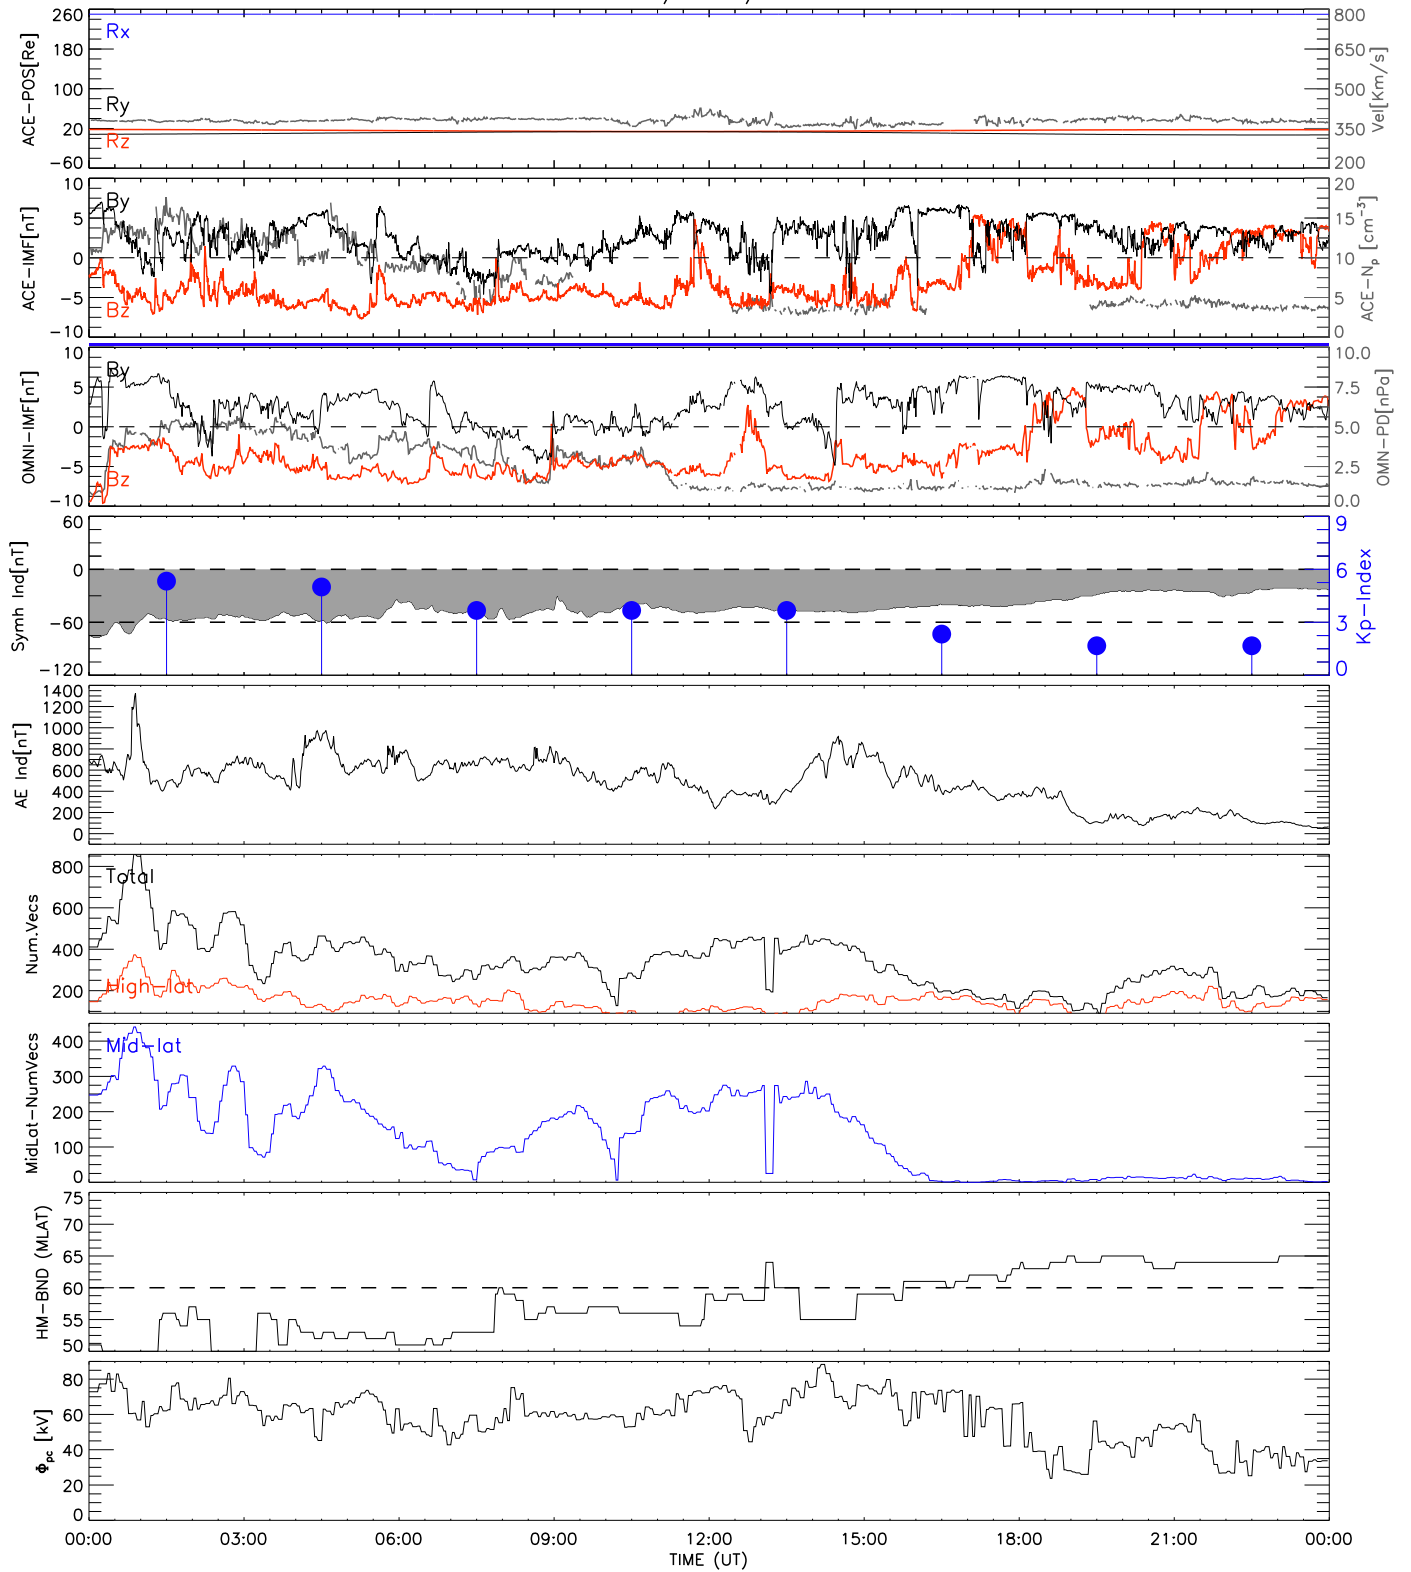 260
180
100
20
−60
ACE−POS[Re]
Rx
Ry
Rz
800
650
500
350
200
Vel[Km/s]
10
5
0
−5
−10
ACE−IMF[nT]
By
Bz
20
15
10
5
0
ACE−Np [cm−3]
10
5
0
−5
−10
OMNI−IMF[nT]
By
Bz
10.0
7.5
5.0
2.5
0.0
OMN−PD[nPa]
60
0
−60
−120
Symh Ind[nT]
9
6
3
0
Kp−Index
1400
1200
1000
800
600
400
200
0
AE Ind[nT]
800
600
400
200
Num.Vecs
Total
High−lat
400
300
200
100
0
MidLat−NumVecs
Mid−lat
75
70
65
60
55
50
HM−BND (MLAT)
80
60
40
20
0
Φpc [kV]
00:00 03:00 06:00 09:00 12:00 15:00 18:00 21:00 00:00
TIME (UT)